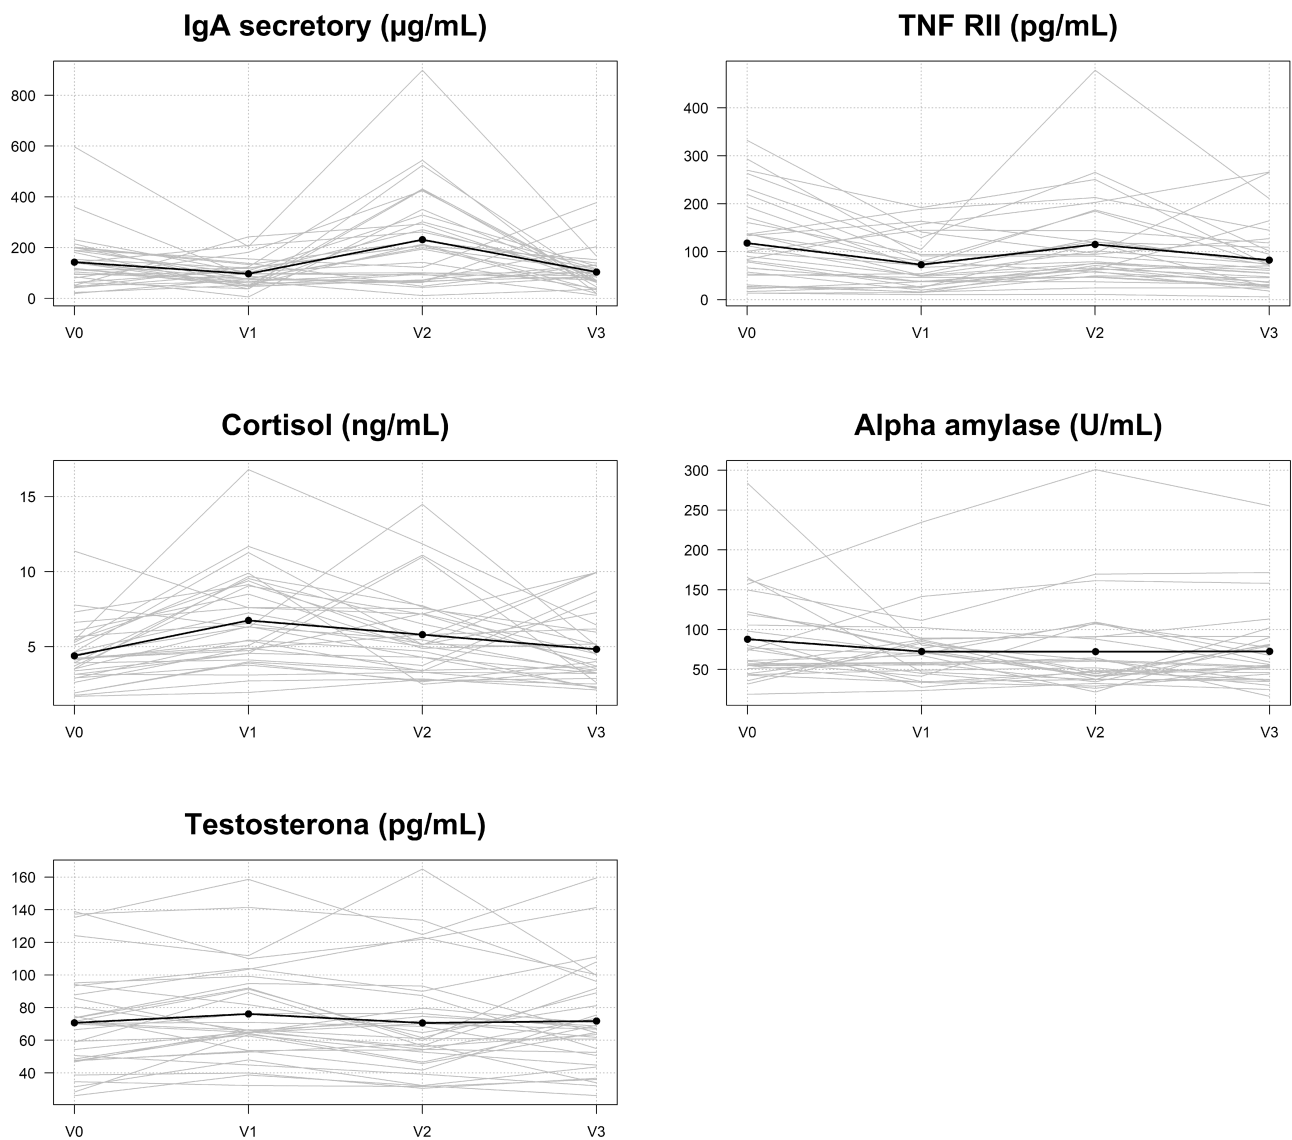 IgA secretory (µg/mL)
800
600
400
200
0
V0 V1 V2 V3
TNF RII (pg/mL)
400
300
200
100
0
V0 V1 V2 V3
Cortisol (ng/mL)
15
10
5
V0 V1 V2 V3
Alpha amylase (U/mL)
300
250
200
150
100
50
V0 V1 V2 V3
Testosterona (pg/mL)
160
140
120
100
80
60
40
V0 V1 V2 V3